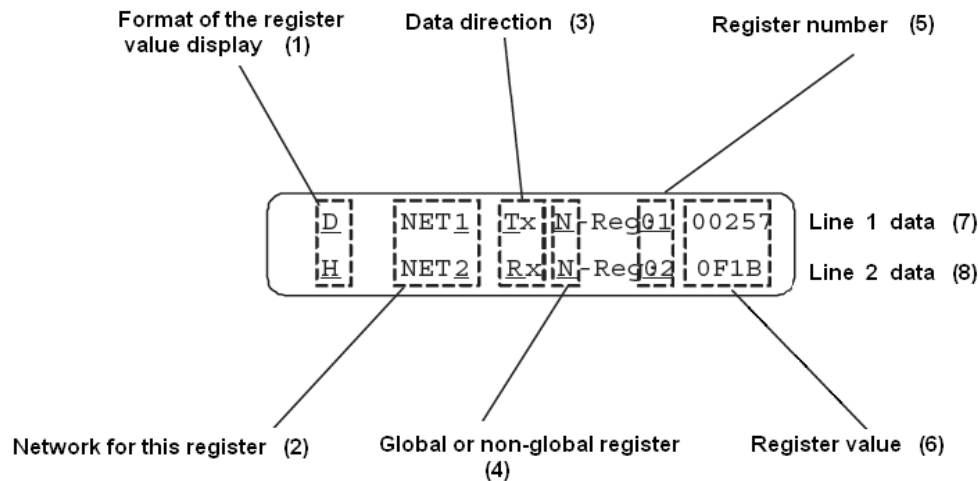 Format of the register
value display (1)
Data direction (3)
Register number (5)
D NET1 Tx N-Reg01 00257
Line 1 data (7)
H NET2 Rx N-Reg02 0F1B
Line 2 data (8)
Network for this register (2)
Global or non-global register
(4)
Register value (6)